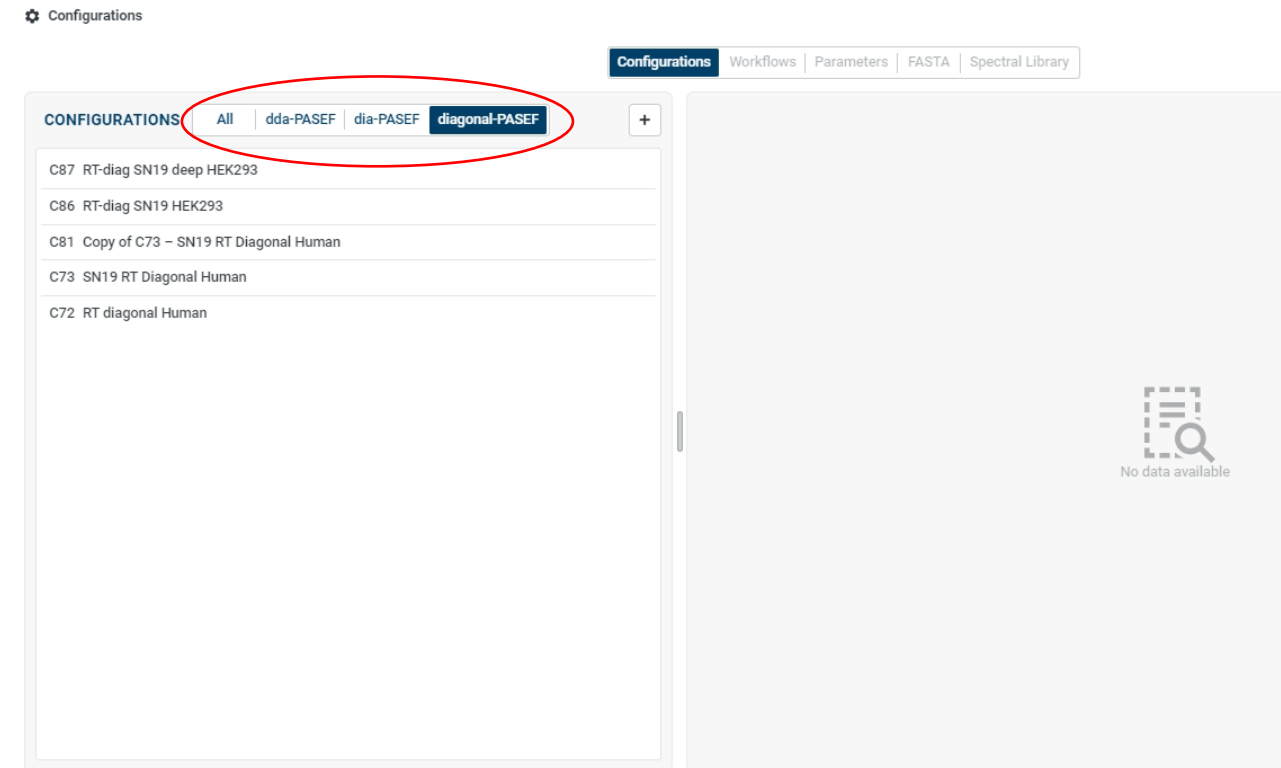 Configurations
Configurations Workflows Parameters FASTA Spectral Library
CONFIGURATIONS All dda-PASEF dia-PASEF diagonal-PASEF +
C87 RT-diag SN19 deep HEK293
C86 RT-diag SN19 HEK293
C81 Copy of C73 – SN19 RT Diagonal Human
C73 SN19 RT Diagonal Human
C72 RT diagonal Human
No data available